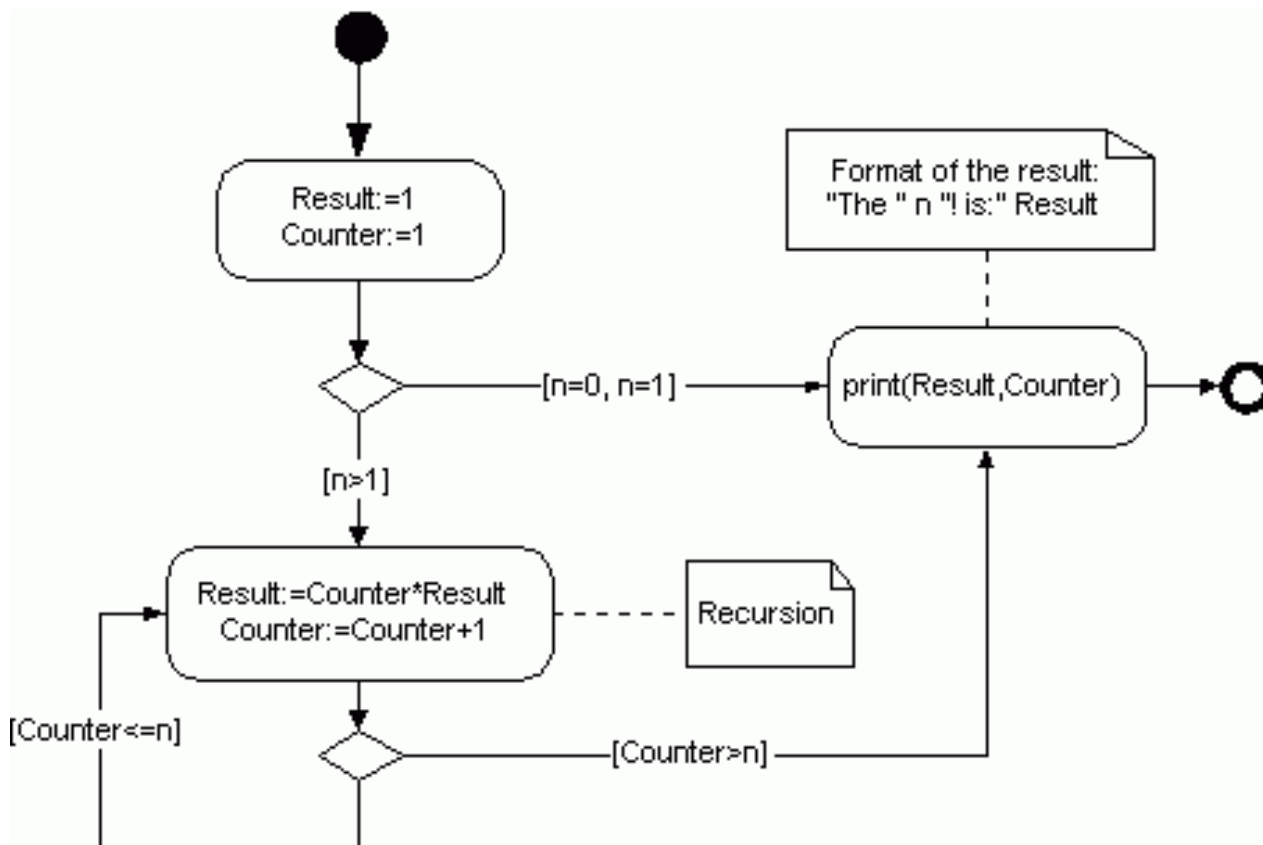 Result:=1
Counter:=1
Format of the result:
"The " n "! is:" Result
[n=0, n=1]
print(Result,Counter)
[n>1]
Result:=Counter*Result
Counter:=Counter+1
Recursion
[Counter<=n]
[Counter>n]